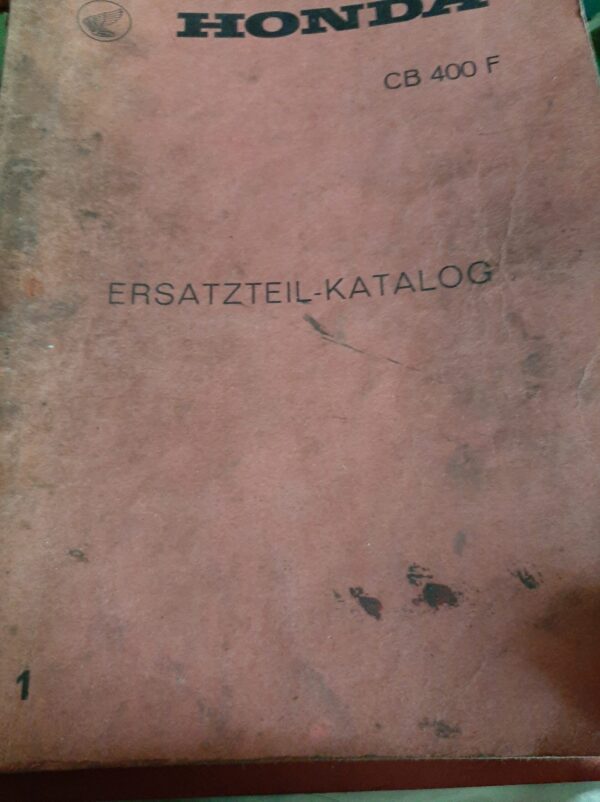 HONDA
CB 400 F
ERSATZTEIL-KATALOG
1